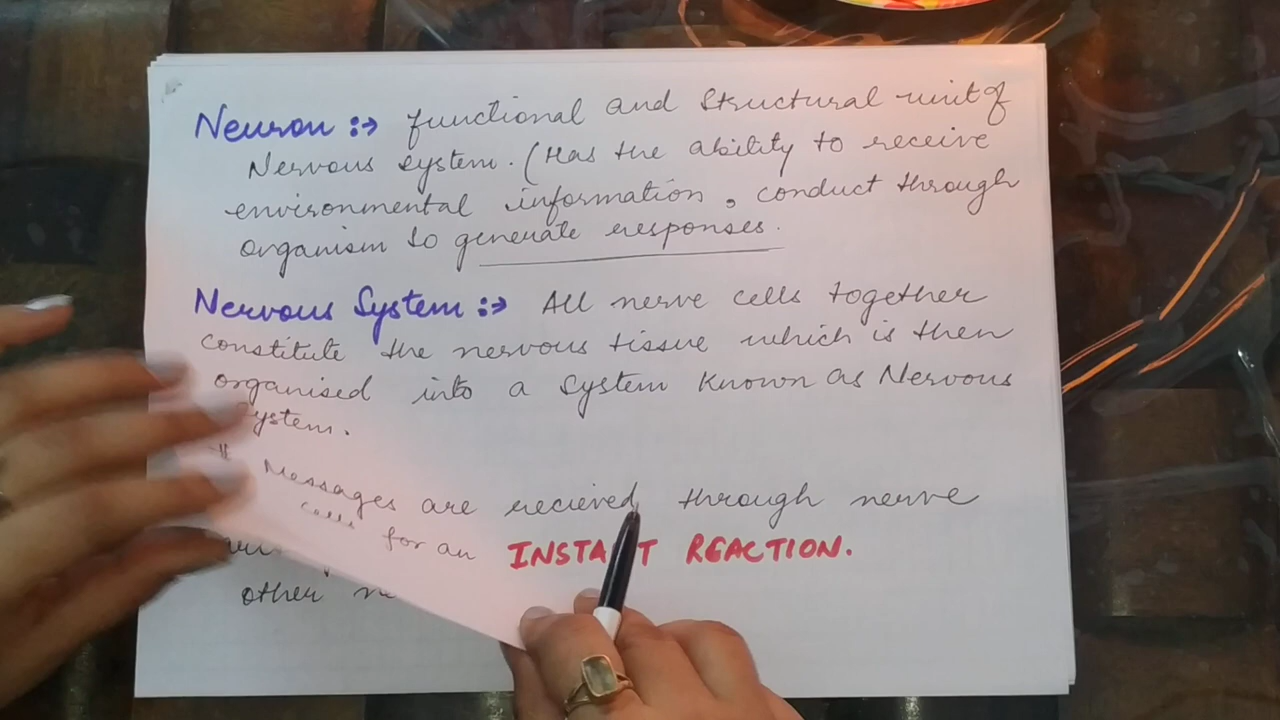 Neuron :→ functional and structural unit of
Nervous system. (Has the ability to receive
environmental information, conduct through
organism to generate responses.
Nervous System :→ All nerve cells together
constitute the nervous tissue which is then
organised into a system known as Nervous
System.
# Messages are recieved through nerve
cells for an INSTANT REACTION.
other